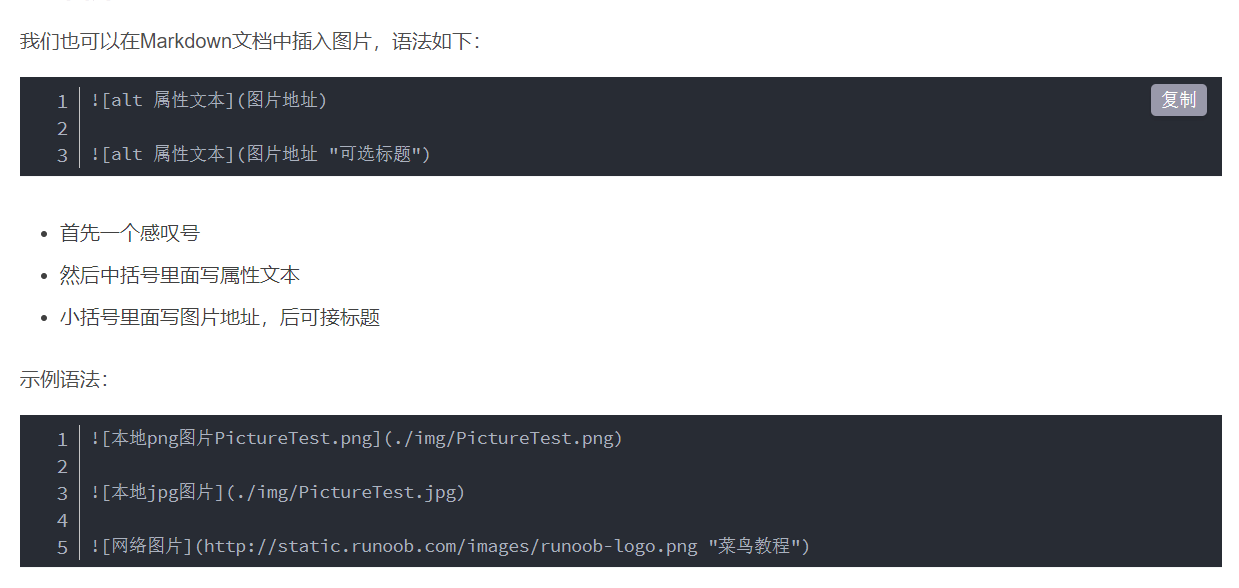 我们也可以在Markdown文档中插入图片，语法如下：
复制
1 ![alt 属性文本](图片地址)
2
3 ![alt 属性文本](图片地址 "可选标题")
• 首先一个感叹号
• 然后中括号里面写属性文本
• 小括号里面写图片地址，后可接标题
示例语法：
1 ![本地png图片PictureTest.png](./img/PictureTest.png)
2
3 ![本地jpg图片](./img/PictureTest.jpg)
4
5 ![网络图片](http://static.runoob.com/images/runoob-logo.png "菜鸟教程")